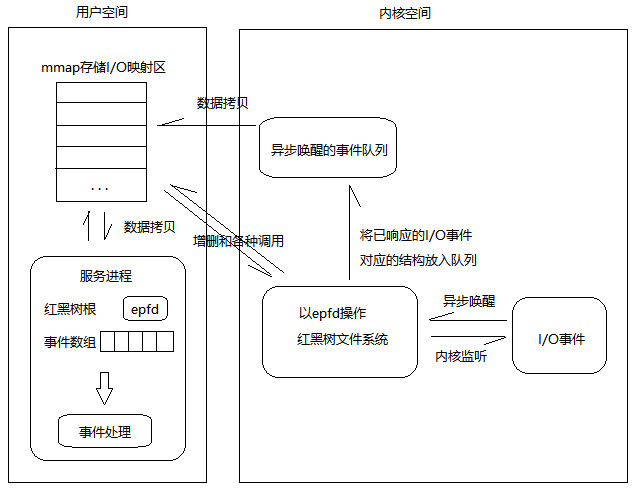 用户空间
内核空间
mmap存储I/O映射区
...
数据拷贝
异步唤醒的事件队列
数据拷贝
增删和各种调用
将已响应的I/O事件
对应的结构放入队列
服务进程
红黑树根
epfd
事件数组
事件处理
以epfd操作
红黑树文件系统
异步唤醒
内核监听
I/O事件